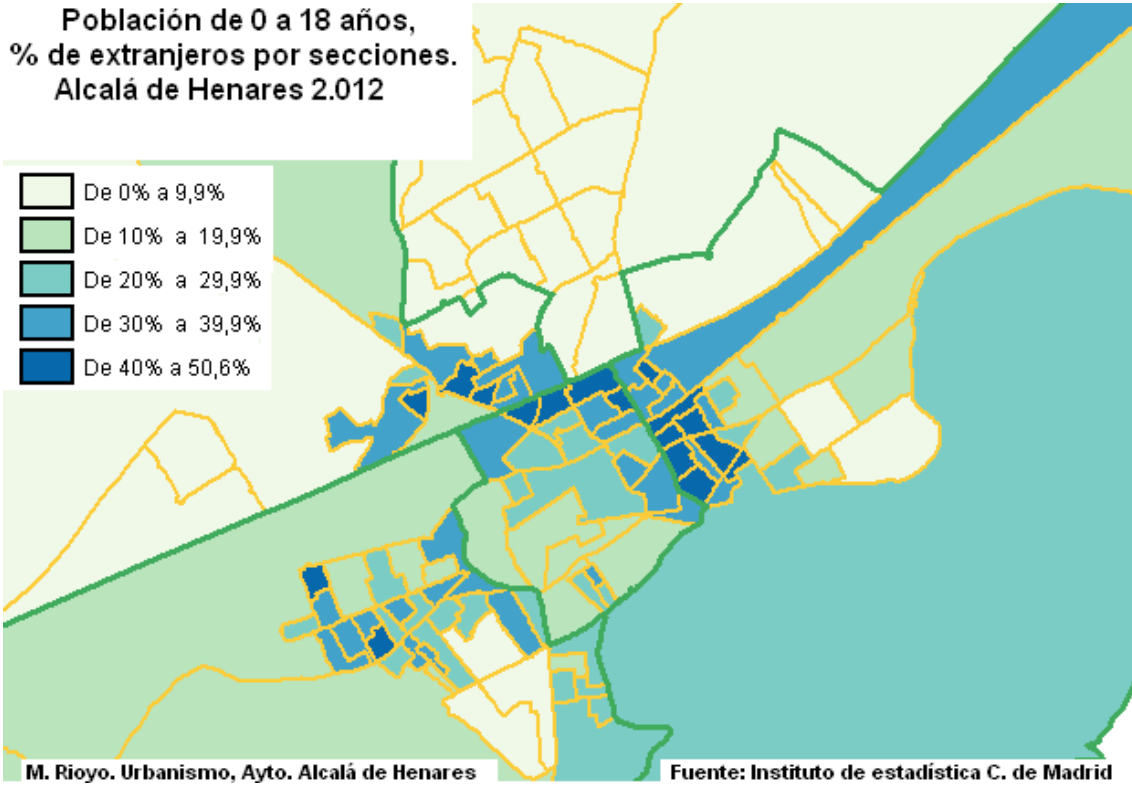 Población de 0 a 18 años,
% de extranjeros por secciones.
Alcalá de Henares 2.012
De 0% a 9,9%
De 10% a 19,9%
De 20% a 29,9%
De 30% a 39,9%
De 40% a 50,6%
M. Rioyo. Urbanismo, Ayto. Alcalá de Henares
Fuente: Instituto de estadística C. de Madrid